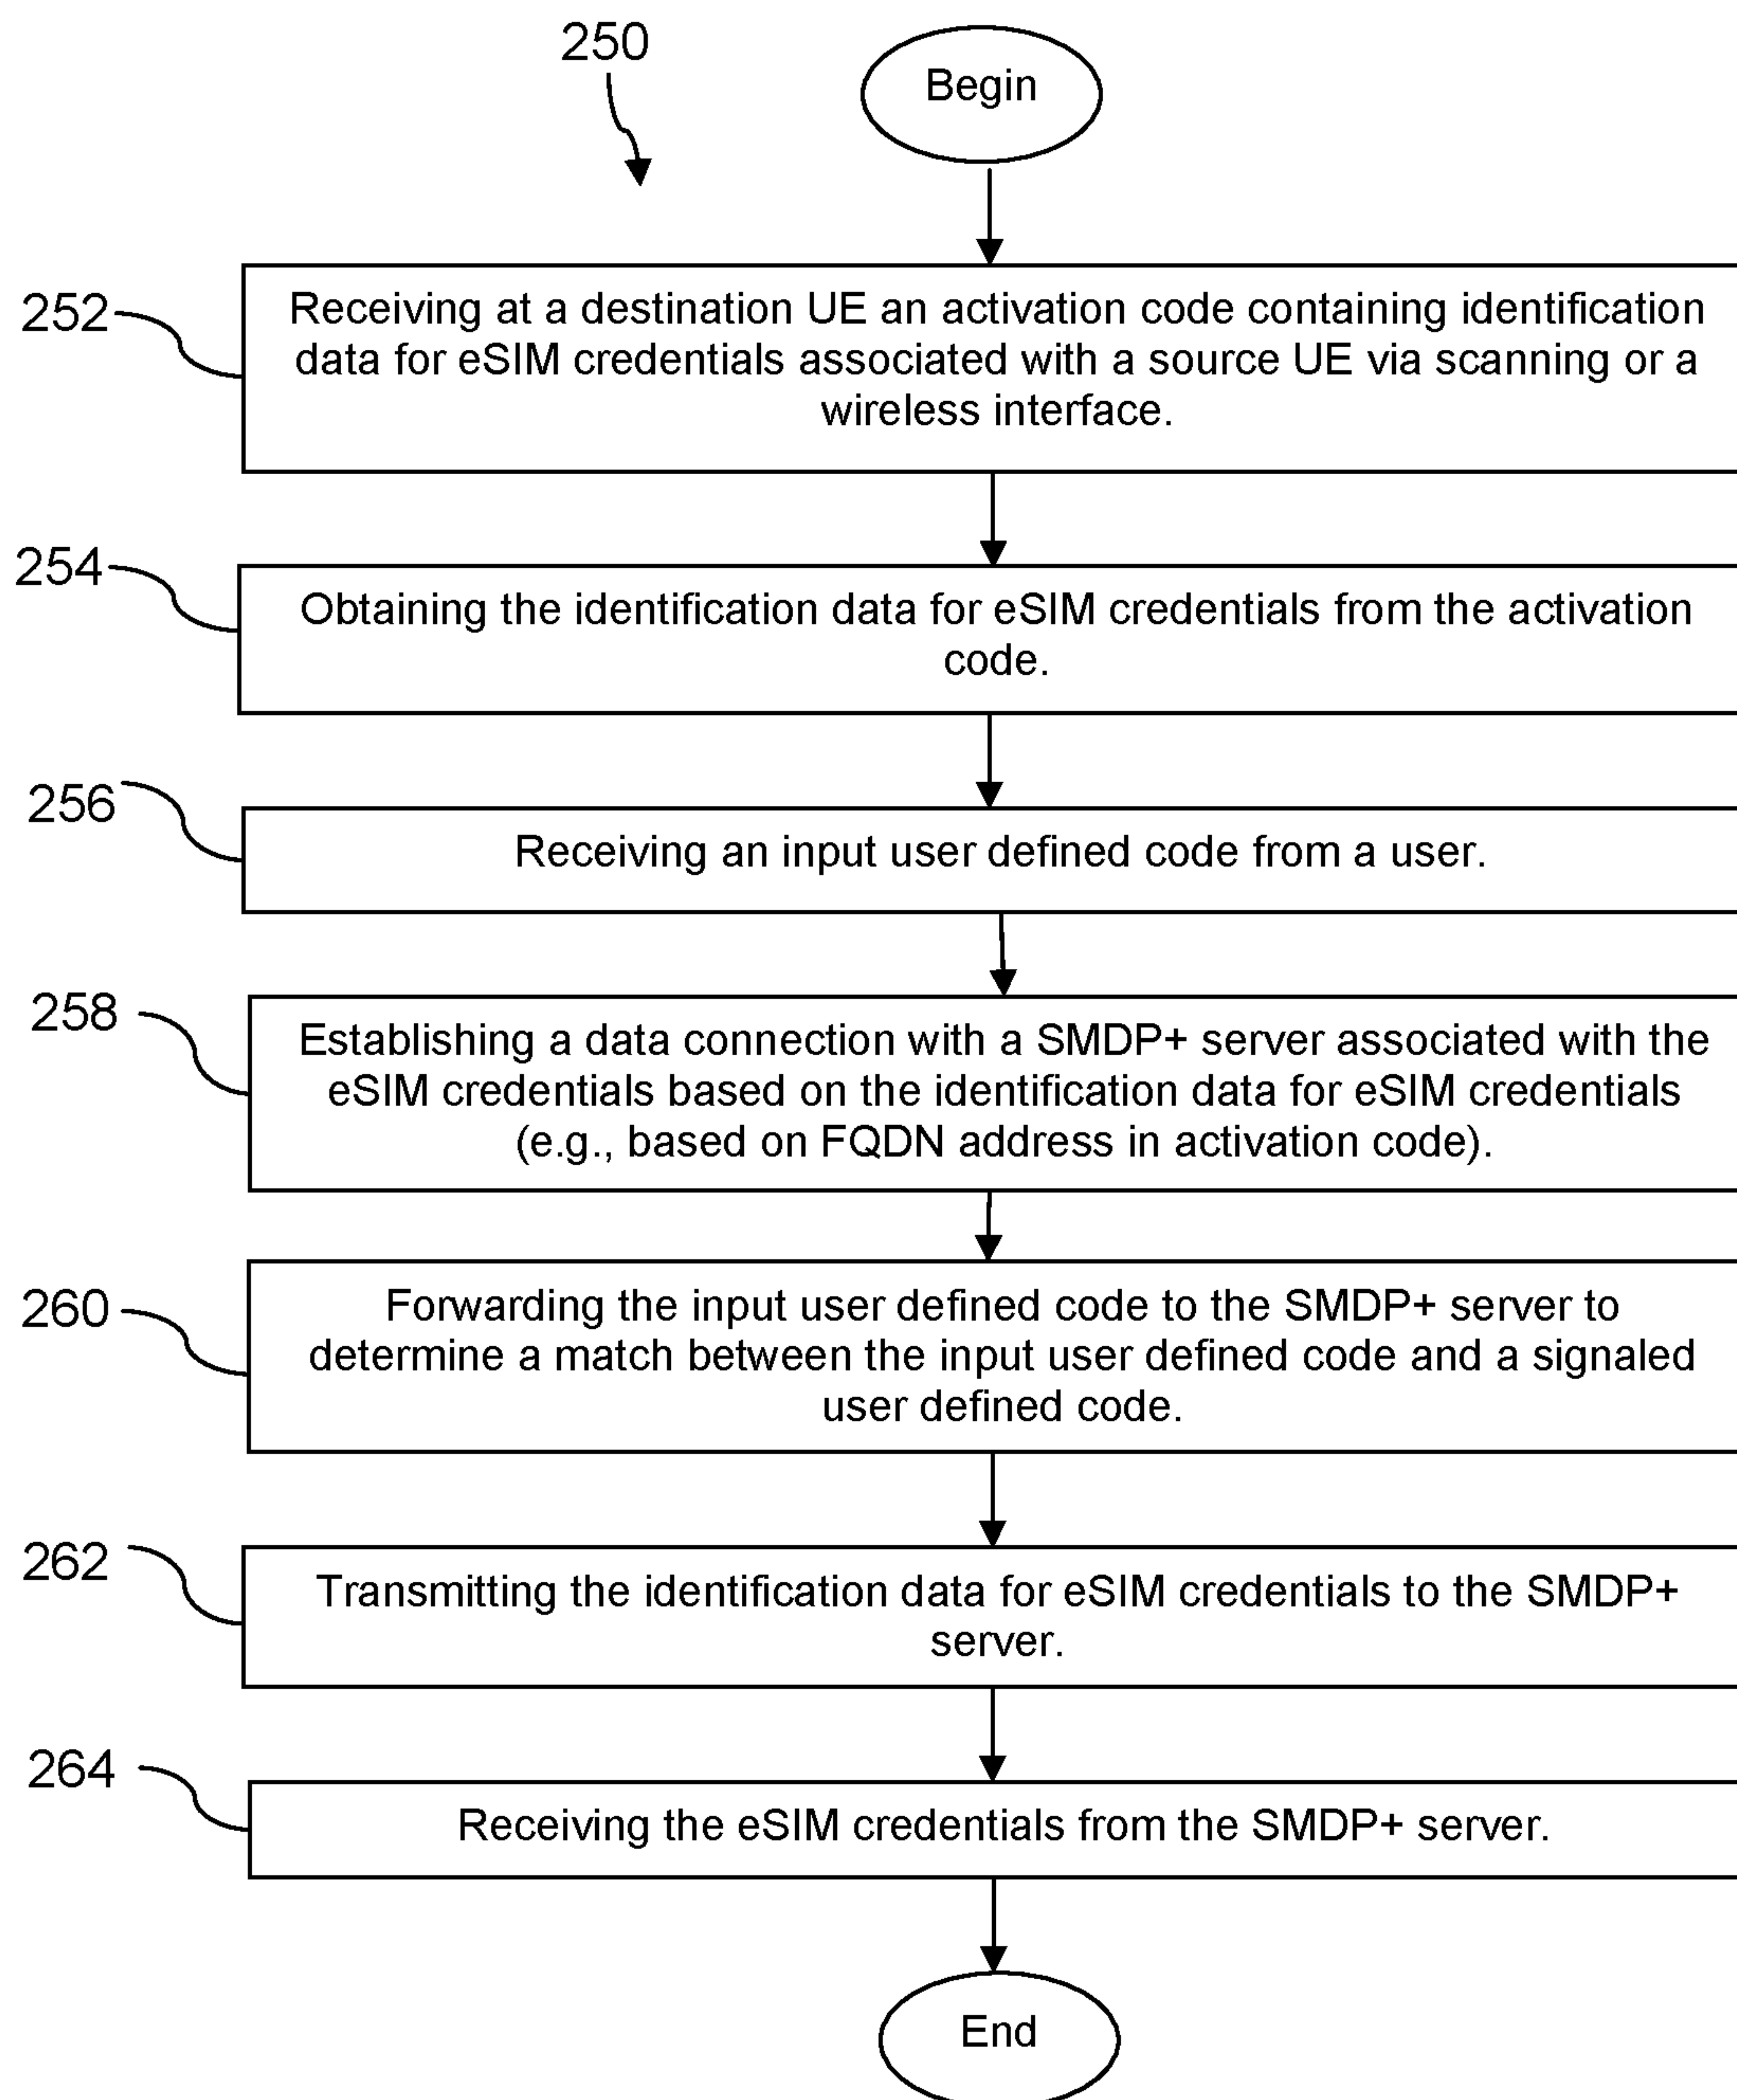 250
Begin
252
Receiving at a destination UE an activation code containing identification
data for eSIM credentials associated with a source UE via scanning or a
wireless interface.
254
Obtaining the identification data for eSIM credentials from the activation
code.
256
Receiving an input user defined code from a user.
258
Establishing a data connection with a SMDP+ server associated with the
eSIM credentials based on the identification data for eSIM credentials
(e.g., based on FQDN address in activation code).
260
Forwarding the input user defined code to the SMDP+ server to
determine a match between the input user defined code and a signaled
user defined code.
262
Transmitting the identification data for eSIM credentials to the SMDP+
server.
264
Receiving the eSIM credentials from the SMDP+ server.
End